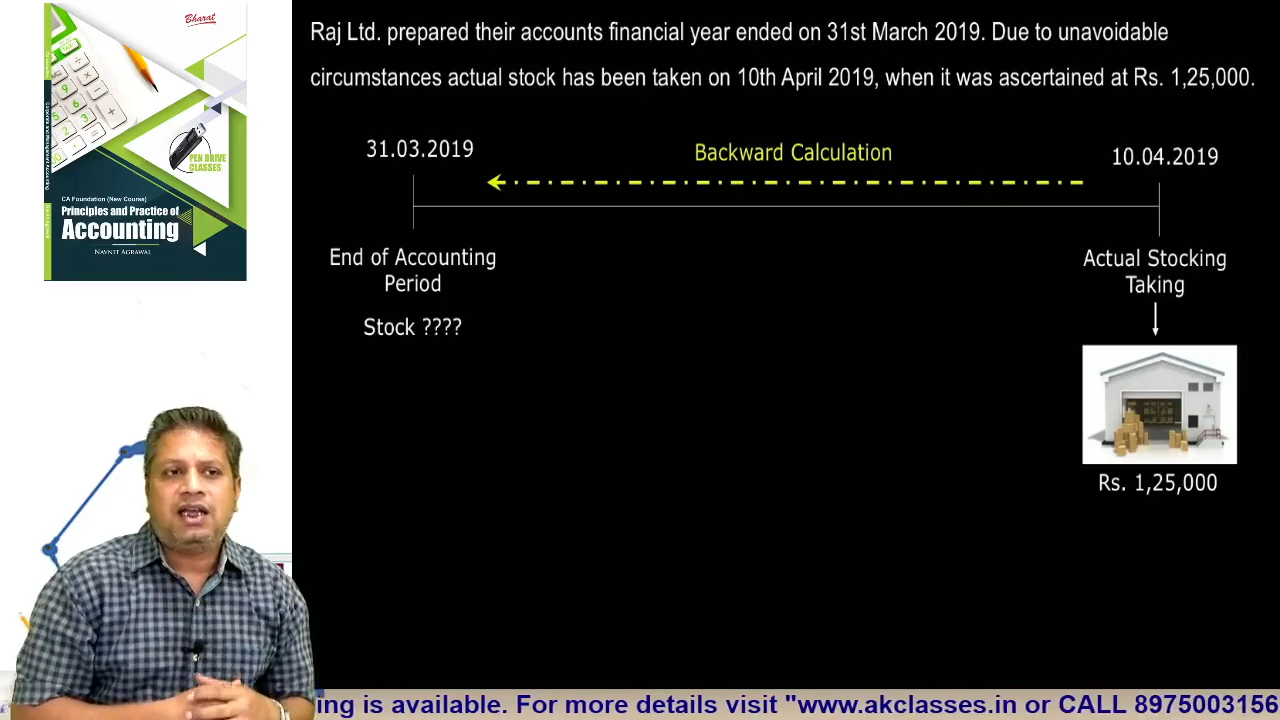 Bharat
PEN DRIVE
CLASSES
CA Foundation (New Course)
Principles and Practice of
Accounting
NAVNIT AGRAWAL
Raj Ltd. prepared their accounts financial year ended on 31st March 2019. Due to unavoidable
circumstances actual stock has been taken on 10th April 2019, when it was ascertained at Rs. 1,25,000.
31.03.2019
Backward Calculation
10.04.2019
End of Accounting
Period
Stock ????
Actual Stocking
Taking
Rs. 1,25,000
ing is available. For more details visit "www.akclasses.in or CALL 8975003156